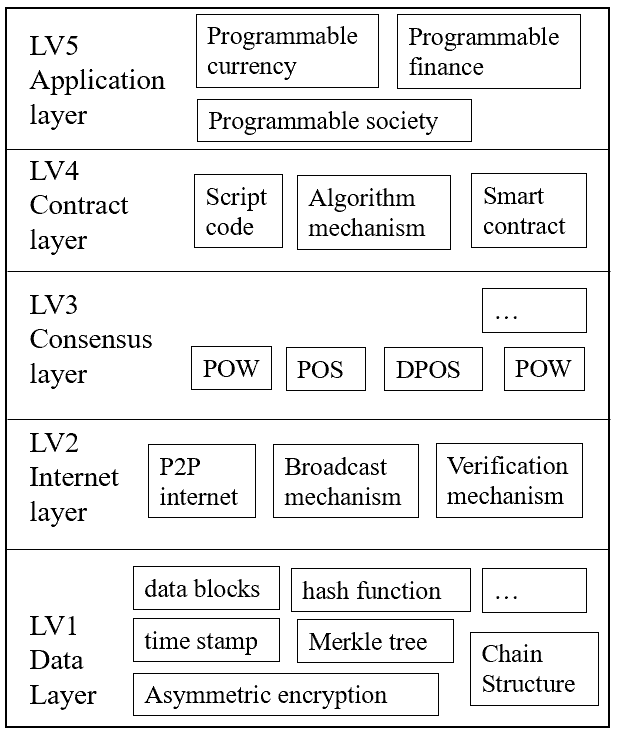 LV5
Application
layer
Programmable
currency
Programmable
finance
Programmable society
LV4
Contract
layer
Script
code
Algorithm
mechanism
Smart
contract
LV3
Consensus
layer
…
POW
POS
DPOS
POW
LV2
Internet
layer
P2P
internet
Broadcast
mechanism
Verification
mechanism
LV1
Data
Layer
data blocks
hash function
…
time stamp
Merkle tree
Chain
Structure
Asymmetric encryption